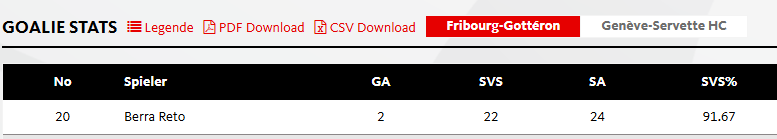 GOALIE STATS Legende PDF Download CSV Download Fribourg-Gottéron Genève-Servette HC
No Spieler GA SVS SA SVS%
20 Berra Reto 2 22 24 91.67